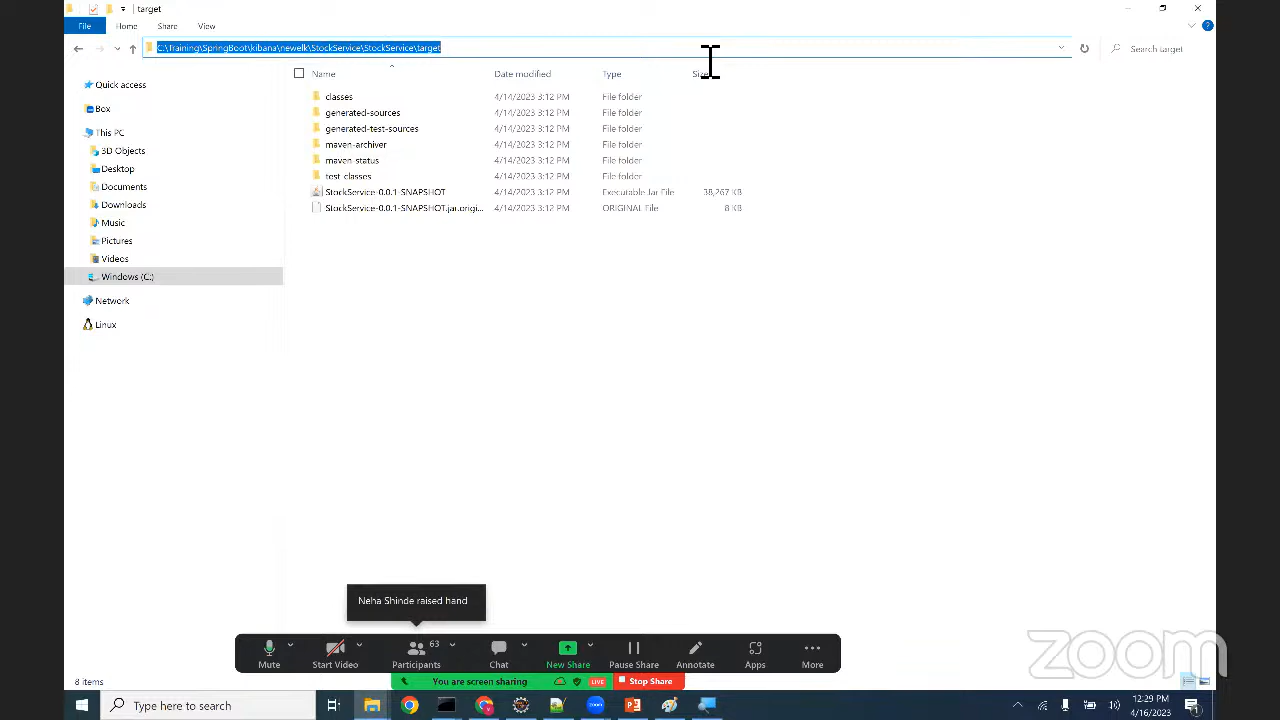 target
File Home Share View
C:\Training\SpringBoot\kibana\newelk\StockService\StockService\target
Search target
Name Date modified Type Size
Quick access
Box
This PC
3D Objects
Desktop
Documents
Downloads
Music
Pictures
Videos
Windows (C:)
Network
Linux
classes 4/14/2023 3:12 PM File folder
generated-sources 4/14/2023 3:12 PM File folder
generated-test-sources 4/14/2023 3:12 PM File folder
maven-archiver 4/14/2023 3:12 PM File folder
maven-status 4/14/2023 3:12 PM File folder
test-classes 4/14/2023 3:12 PM File folder
StockService-0.0.1-SNAPSHOT 4/14/2023 3:12 PM Executable Jar File 38,267 KB
StockService-0.0.1-SNAPSHOT.jar.origi... 4/14/2023 3:12 PM ORIGINAL File 8 KB
Neha Shinde raised hand
63
Mute Start Video Participants Chat New Share Pause Share Annotate Apps More
You are screen sharing LIVE Stop Share
zoom
8 items
Type here to search
zoom
12:29 PM
4/16/2023
1